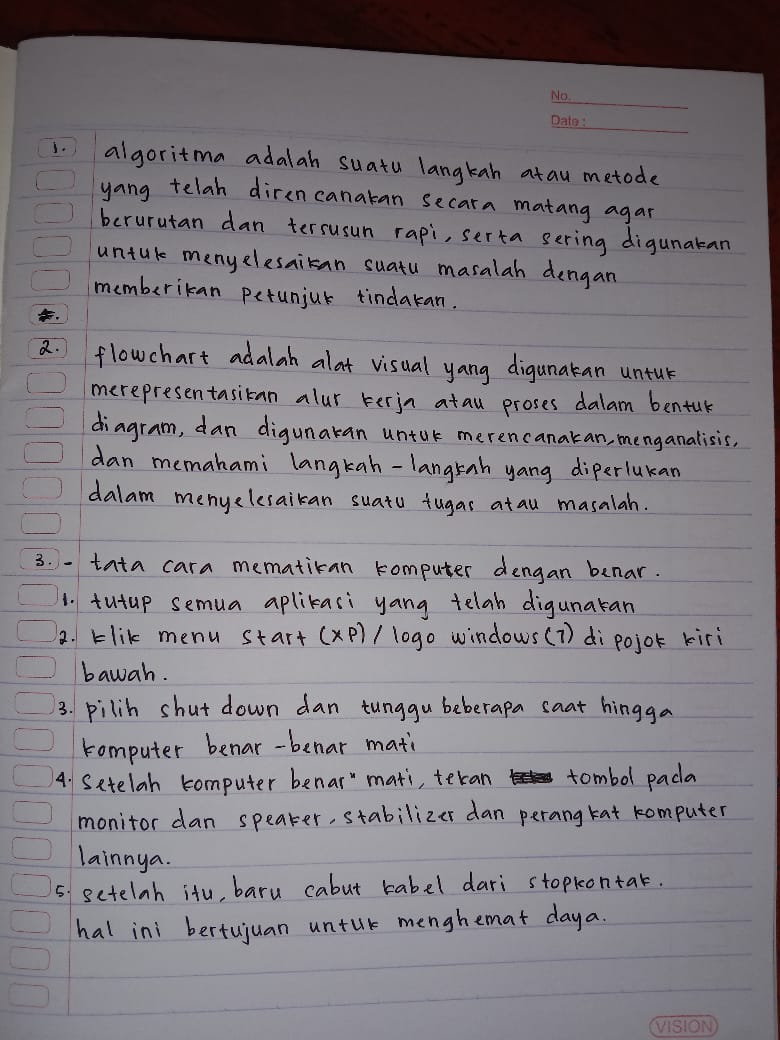 No.
Date:
1. algoritma adalah suatu langkah atau metode
yang telah direncanakan secara matang agar
berurutan dan tersusun rapi, serta sering digunakan
untuk menyelesaikan suatu masalah dengan
memberikan petunjuk tindakan.
2. flowchart adalah alat visual yang digunakan untuk
merepresentasikan alur kerja atau proses dalam bentuk
diagram, dan digunakan untuk merencanakan, menganalisis,
dan memahami langkah-langkah yang diperlukan
dalam menyelesaikan suatu tugas atau masalah.
3. - tata cara mematikan komputer dengan benar.
1. tutup semua aplikasi yang telah digunakan
2. klik menu start (XP) / logo windows (7) di pojok kiri
bawah.
3. pilih shut down dan tunggu beberapa saat hingga
komputer benar-benar mati
4. setelah komputer benar" mati, tekan tombol pada
monitor dan speaker, stabilizer dan perangkat komputer
lainnya.
5. setelah itu, baru cabut kabel dari stopkontak.
hal ini bertujuan untuk menghemat daya.
VISION